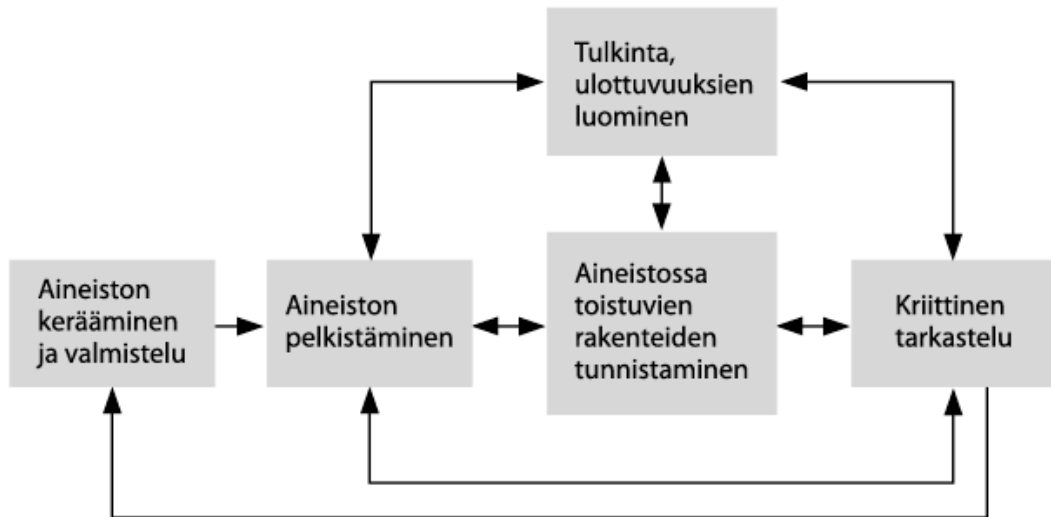 Tulkinta,
ulottuvuuksien
luominen
Aineiston
kerääminen
ja valmistelu
Aineiston
pelkistäminen
Aineistossa
toistuvien
rakenteiden
tunnistaminen
Kriittinen
tarkastelu